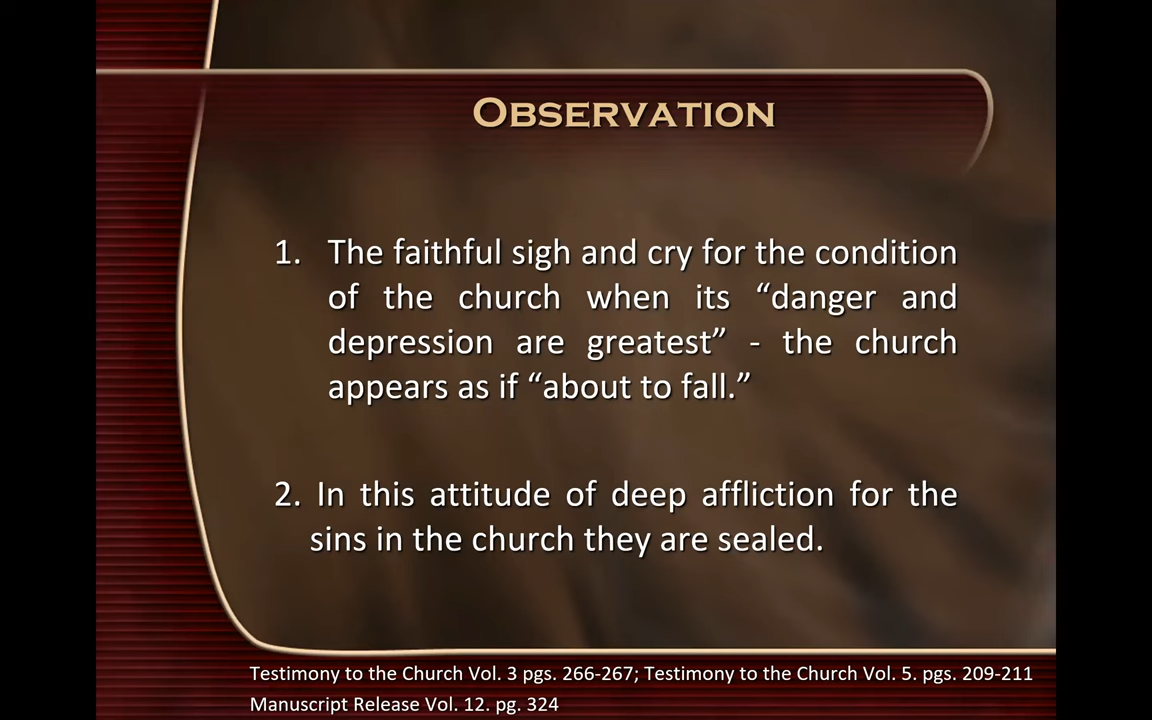 OBSERVATION
1. The faithful sigh and cry for the condition
of the church when its “danger and
depression are greatest” - the church
appears as if “about to fall.”
2. In this attitude of deep affliction for the
sins in the church they are sealed.
Testimony to the Church Vol. 3 pgs. 266-267; Testimony to the Church Vol. 5. pgs. 209-211
Manuscript Release Vol. 12. pg. 324